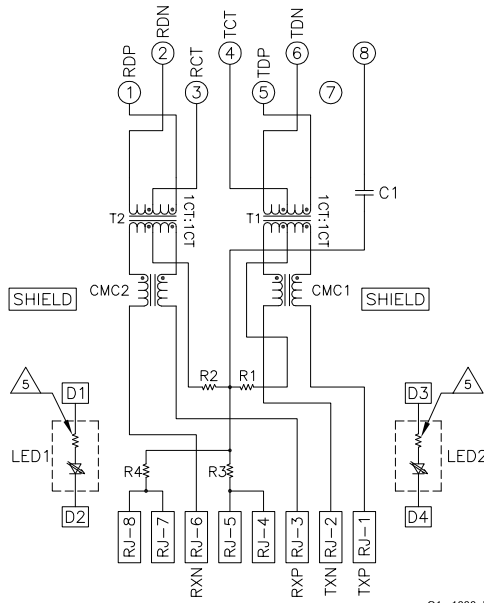 RDP RDN RCT TCT TDP TDN
1 2 3 4 5 6 7 8
C1
T2 1CT:1CT T1 1CT:1CT
CMC2 CMC1
SHIELD SHIELD
R2 R1
5 D1 D3 5
LED1 LED2
R4 R3
D2 D4
RJ-8 RJ-7 RJ-6 RJ-5 RJ-4 RJ-3 RJ-2 RJ-1
RXN RXP TXN TXP